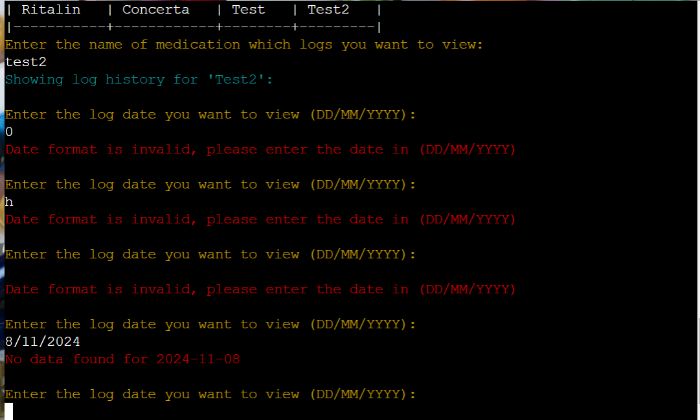 | Ritalin   | Concerta   | Test   | Test2   |
|-----------+------------+--------+---------|
Enter the name of medication which logs you want to view:
test2
Showing log history for 'Test2':
Enter the log date you want to view (DD/MM/YYYY):
0
Date format is invalid, please enter the date in (DD/MM/YYYY)
Enter the log date you want to view (DD/MM/YYYY):
h
Date format is invalid, please enter the date in (DD/MM/YYYY)
Enter the log date you want to view (DD/MM/YYYY):
Date format is invalid, please enter the date in (DD/MM/YYYY)
Enter the log date you want to view (DD/MM/YYYY):
8/11/2024
No data found for 2024-11-08
Enter the log date you want to view (DD/MM/YYYY):